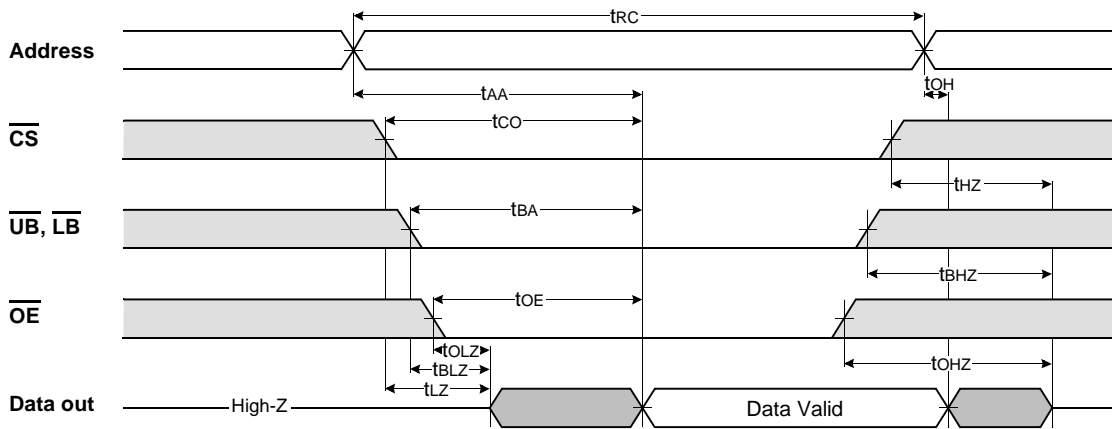 tRC
Address
tAA
tOH
tCO
CS
tHZ
tBA
UB, LB
tBHZ
tOE
OE
tOLZ
tOHZ
tBLZ
tLZ
Data out
High-Z
Data Valid